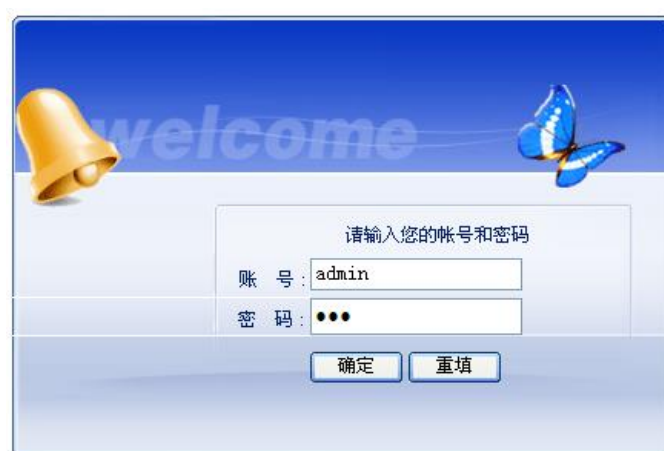 welcome
请输入您的帐号和密码
账 号：admin
密 码：●●●
确定 重填